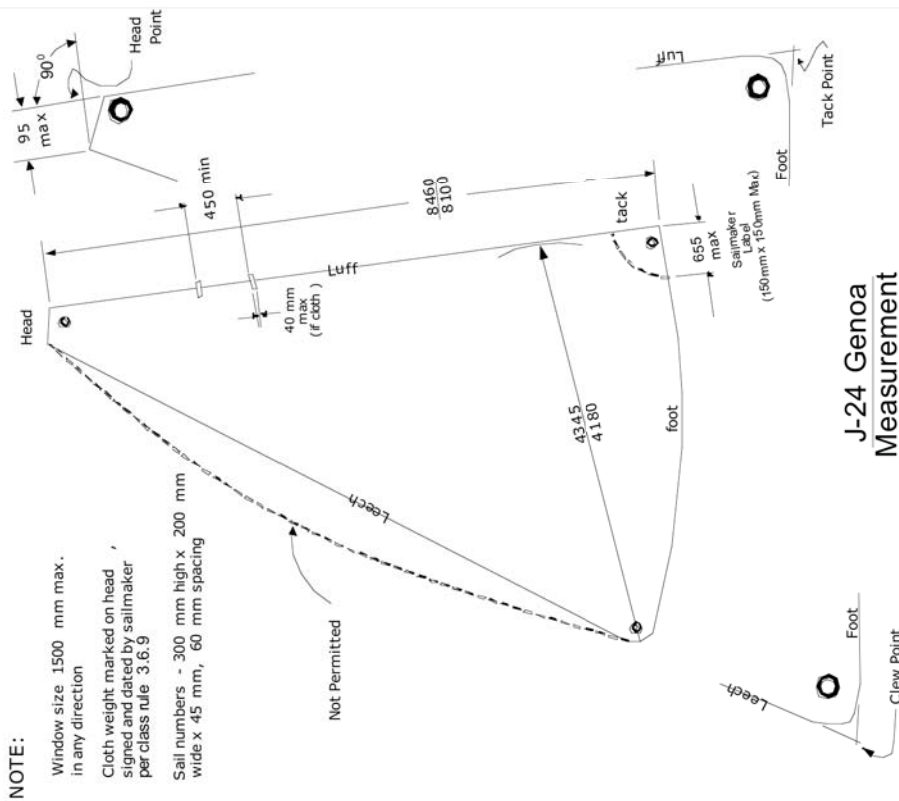 NOTE:
Window size 1500 mm max.
in any direction
Cloth weight marked on head ,
signed and dated by sailmaker
per class rule 3.6.9
Sail numbers - 300 mm high x 200 mm
wide x 45 mm, 60 mm spacing
Not Permitted
Head
Leech
Luff
450 min
40 mm
max
(if cloth )
8460
8100
4345
4180
foot
tack
655
max
Sailmaker
Label
(150mm x 150mm Max)
95
max
90⁰
Head
Point
Luff
Foot
Tack Point
Leech
Foot
Clew Point
J-24 Genoa
Measurement